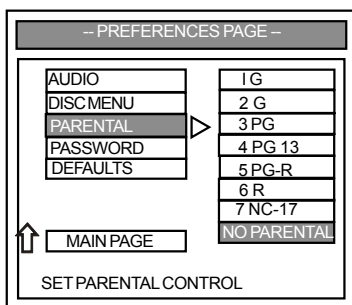 -- PREFERENCES PAGE --
AUDIO
DISC MENU
PARENTAL
PASSWORD
DEFAULTS
MAIN PAGE
I G
2 G
3 PG
4 PG 13
5 PG-R
6 R
7 NC-17
NO PARENTAL
SET PARENTAL CONTROL